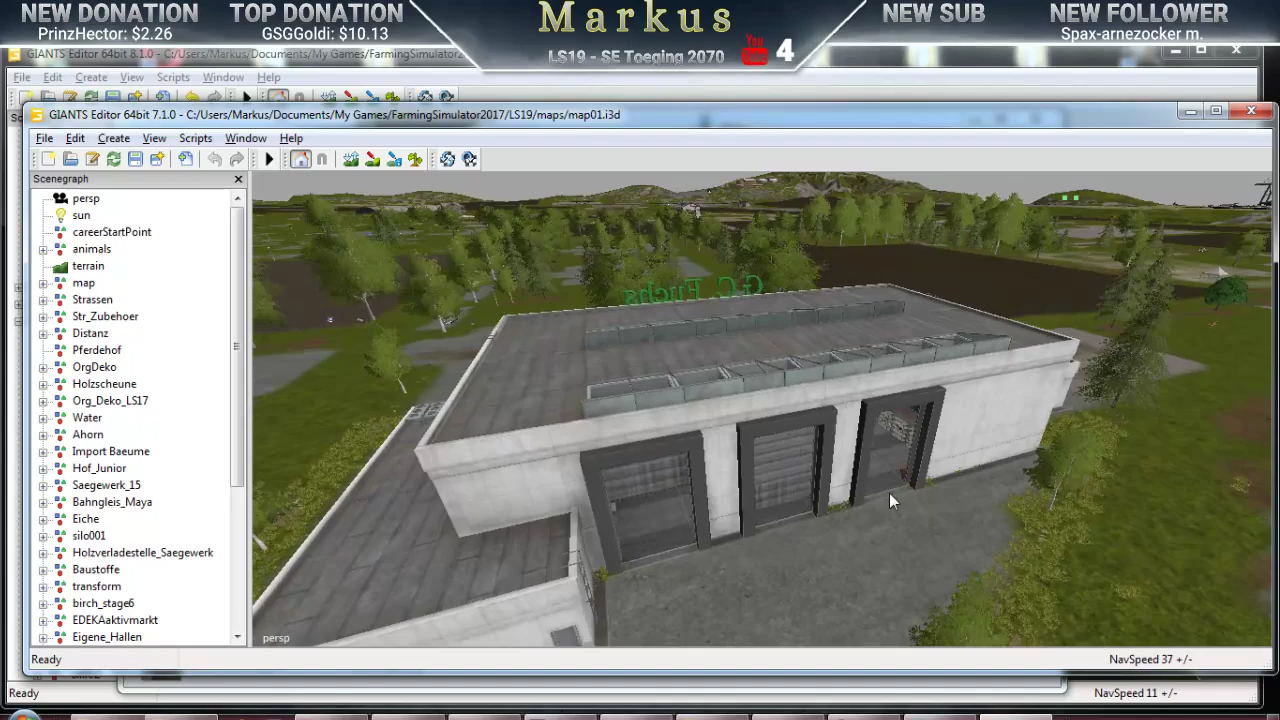 NEW DONATION
PrinzHector: $2.26
TOP DONATION
GSGGoldi: $10.13
Markus
LS19 - SE Toeging 2070
You
4
NEW SUB
NEW FOLLOWER
Spax-arnezocker m.
GIANTS Editor 64bit 8.1.0 - C:/Users/Markus/Documents/My Games/FarmingSimulator2
File Edit Create View Scripts Window Help
GIANTS Editor 64bit 7.1.0 - C:/Users/Markus/Documents/My Games/FarmingSimulator2017/LS19/maps/map01.i3d
File Edit Create View Scripts Window Help
Scenegraph
persp
sun
careerStartPoint
animals
terrain
map
Strassen
Str_Zubehoer
Distanz
Pferdehof
OrgDeko
Holzscheune
Org_Deko_LS17
Water
Ahorn
Import Baeume
Hof_Junior
Saegewerk_15
Bahngleis_Maya
Eiche
silo001
Holzverladestelle_Saegewerk
Baustoffe
transform
birch_stage6
EDEKAaktivmarkt
Eigene_Hallen
G.C. Fuchs
persp
Ready
NavSpeed 37 +/-
Ready
NavSpeed 11 +/-